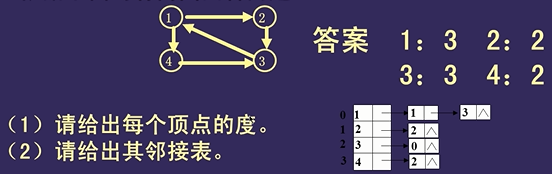 1 2
4 3
答案 1：3 2：2
3：3 4：2
(1) 请给出每个顶点的度。
(2) 请给出其邻接表。
0 1 1 3 ∧
1 2 2 ∧
2 3 0 ∧
3 4 2 ∧